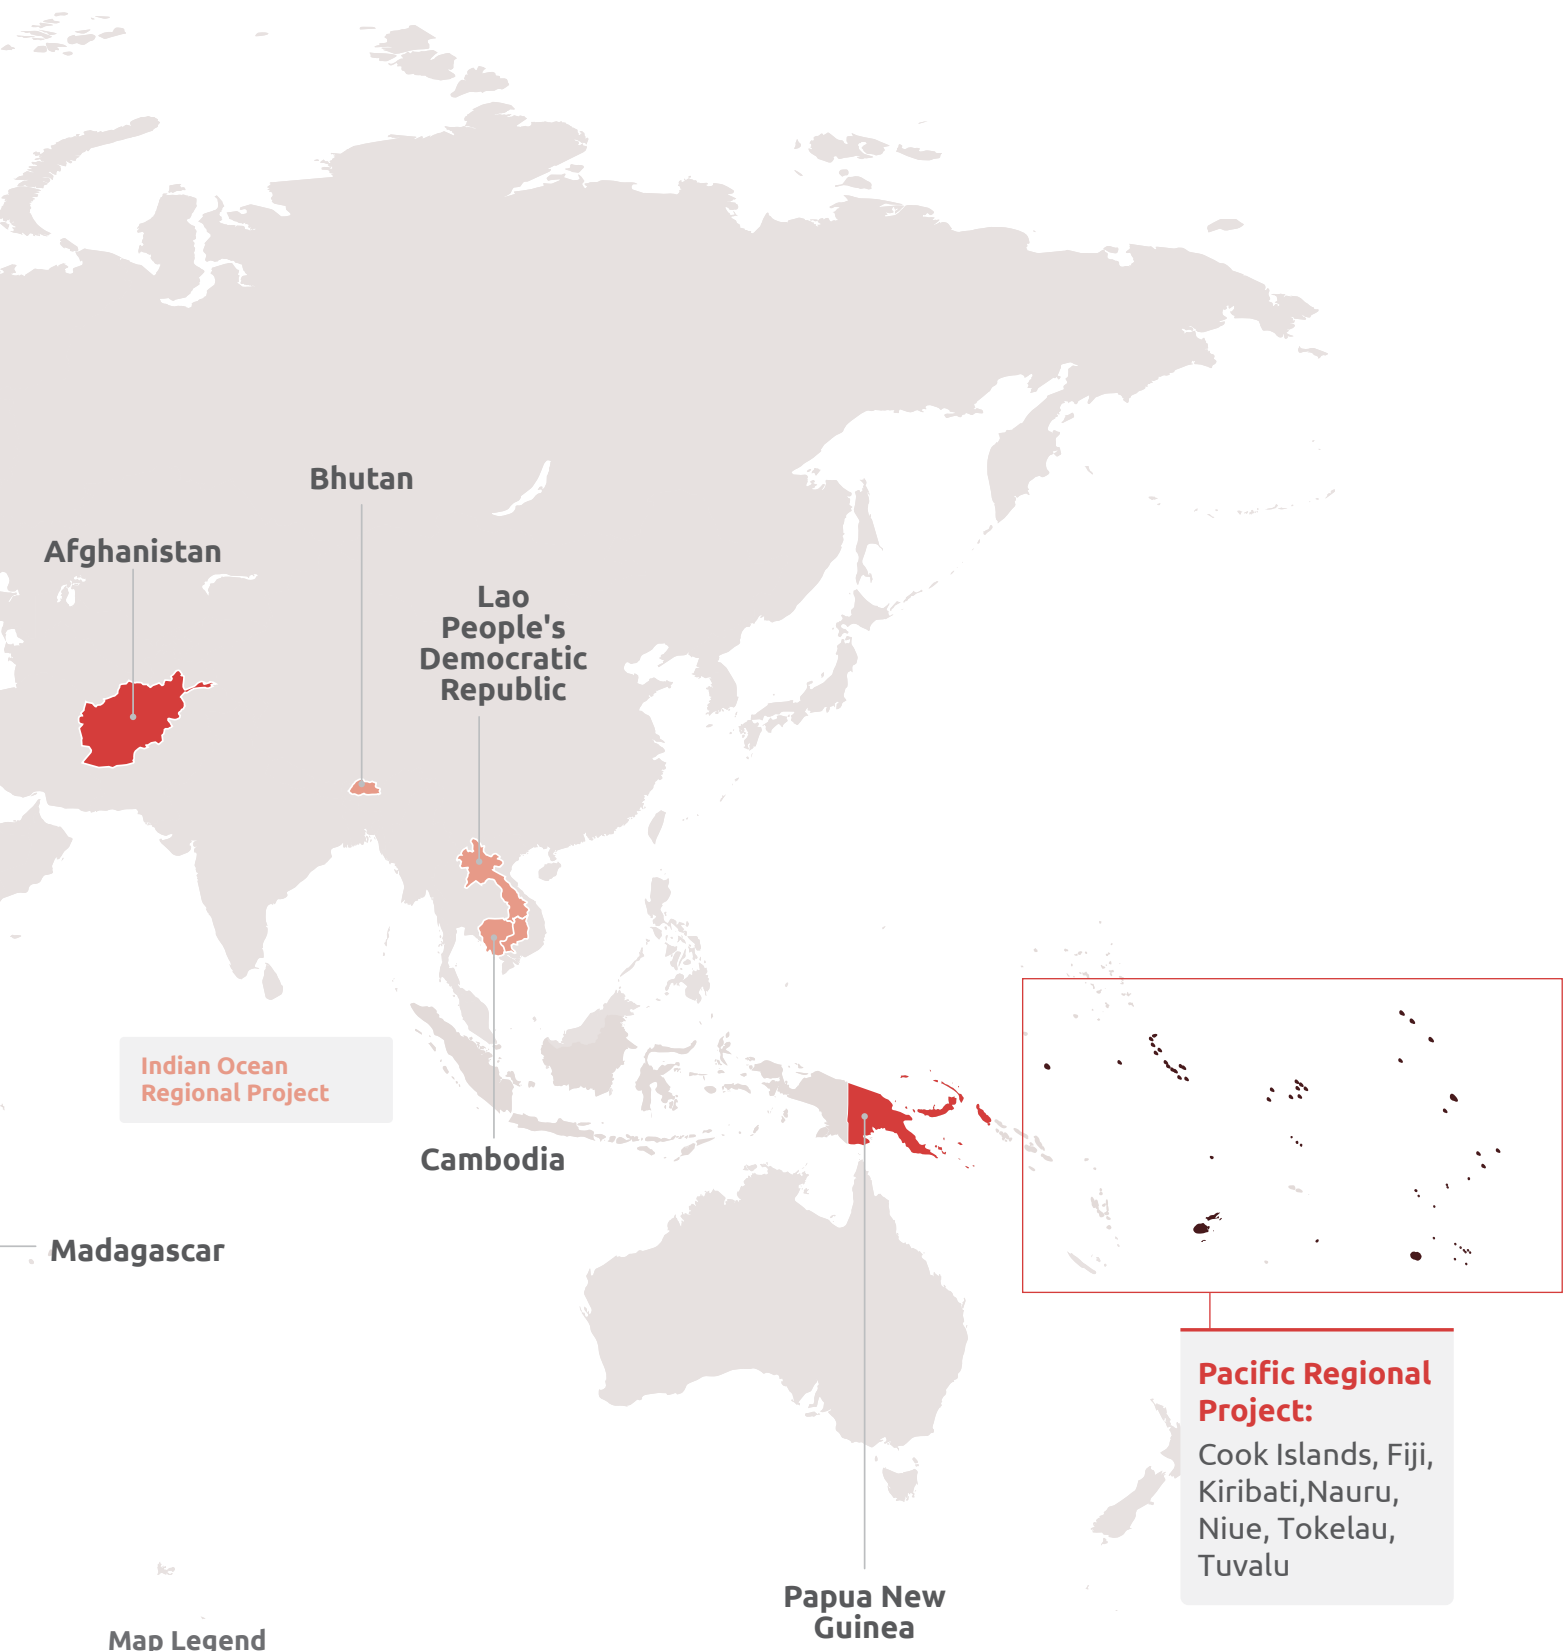 Bhutan
Afghanistan
Lao
People's
Democratic
Republic
Indian Ocean
Regional Project
Cambodia
Madagascar
Pacific Regional
Project:
Cook Islands, Fiji,
Kiribati,Nauru,
Niue, Tokelau,
Tuvalu
Papua New
Guinea
Map Legend